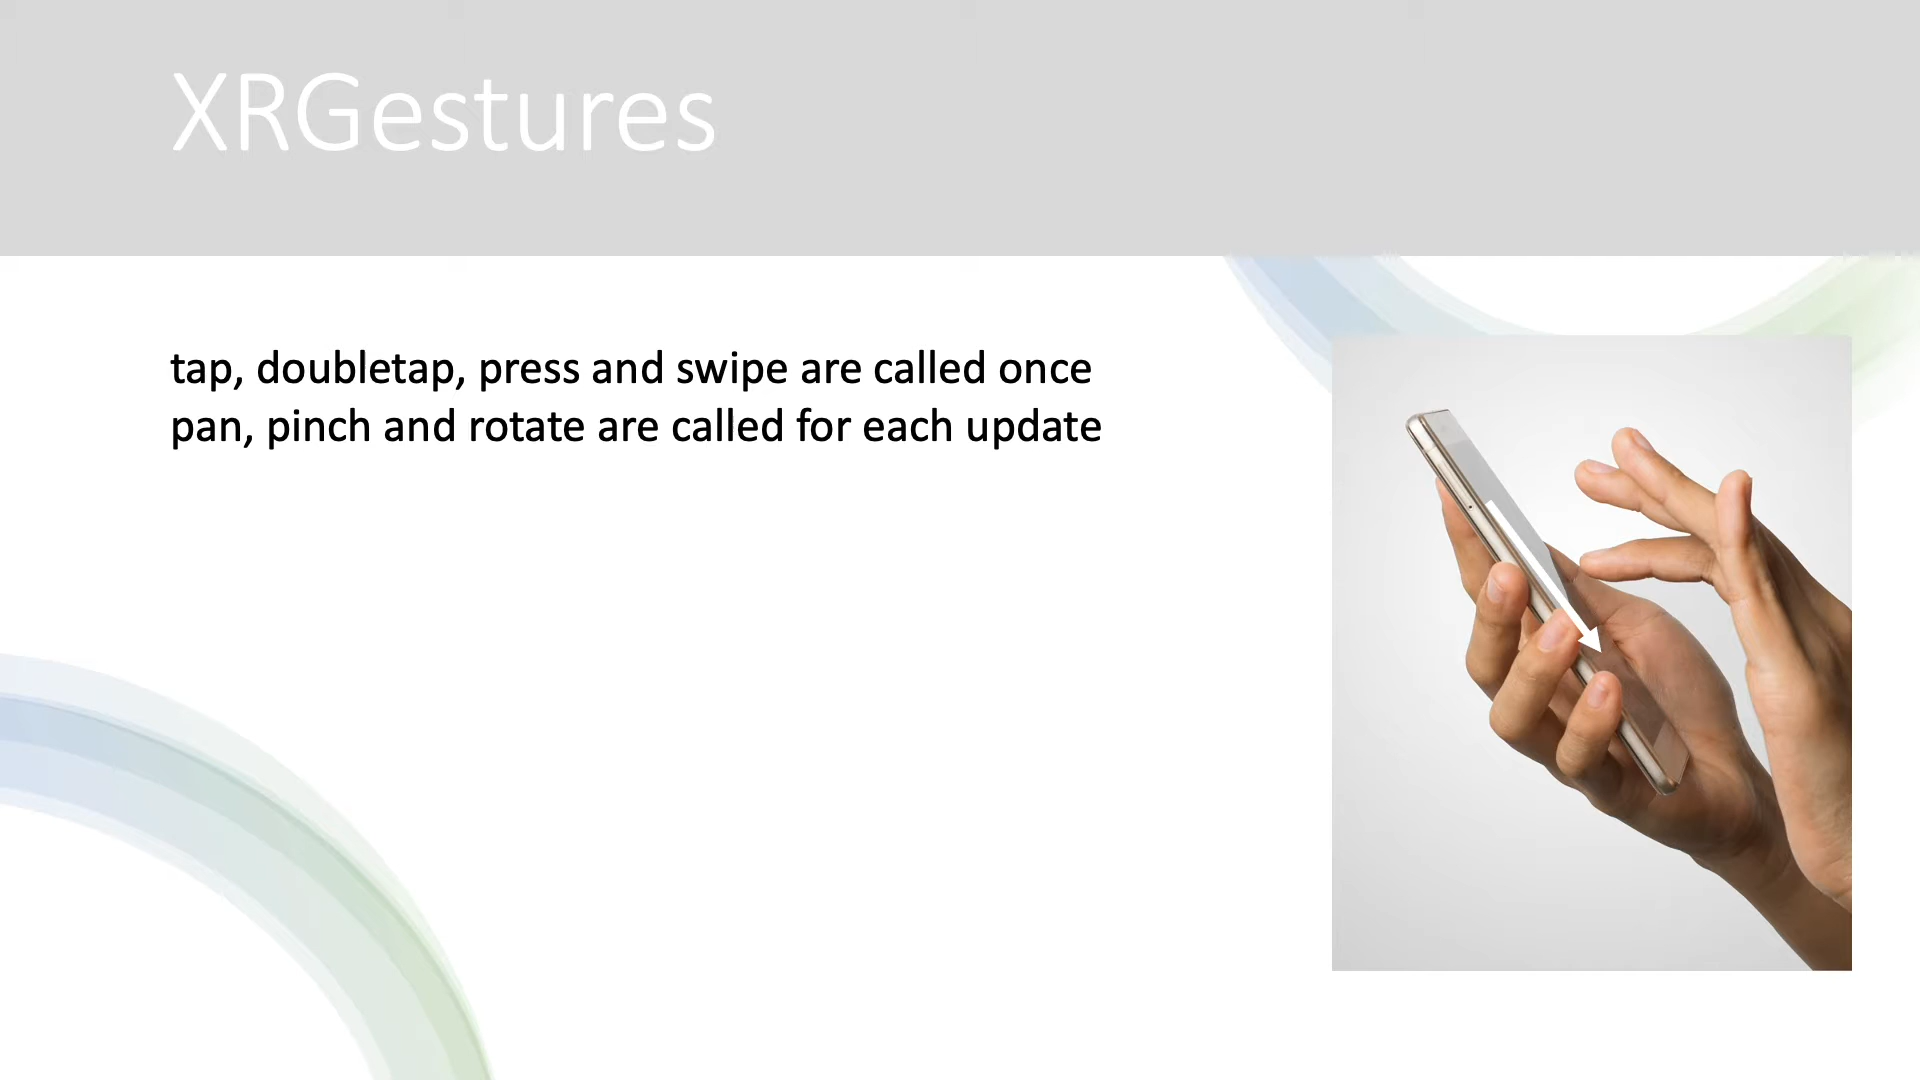 XRGestures
tap, doubletap, press and swipe are called once
pan, pinch and rotate are called for each update